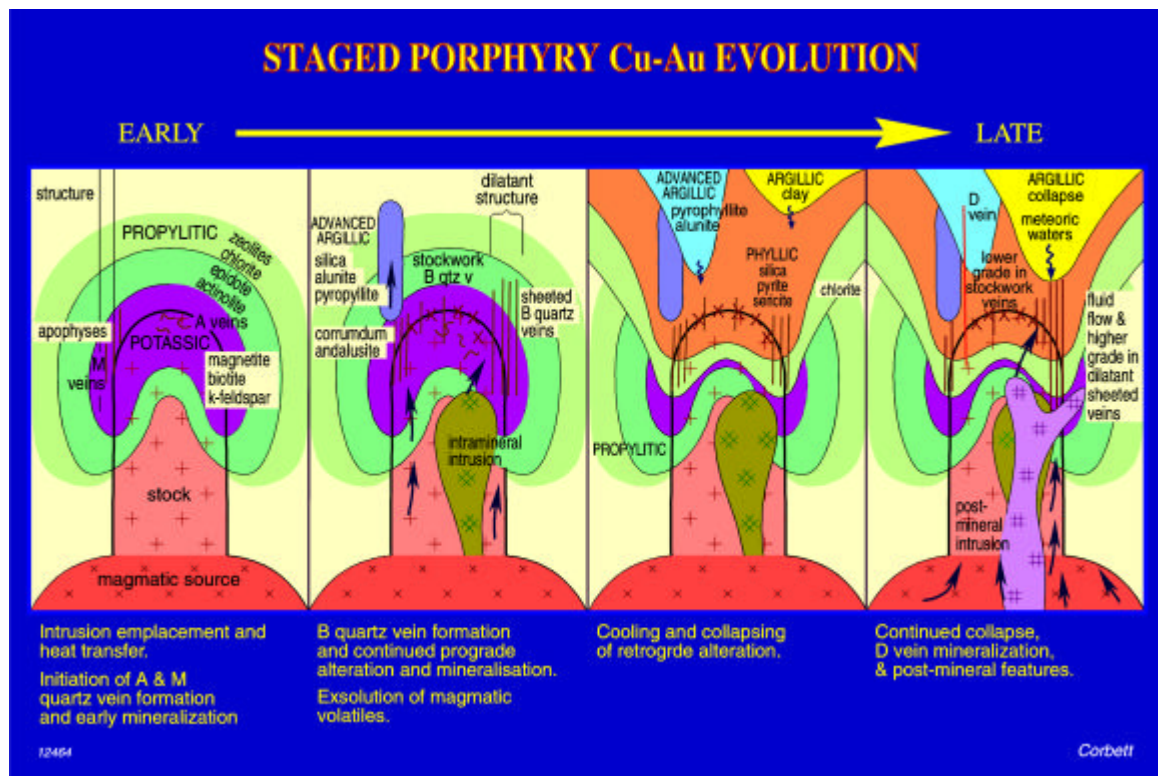 STAGED PORPHYRY Cu-Au EVOLUTION
EARLY
LATE
structure
PROPYLITIC
zeolites
chlorite
epidote
actinolite
apophyses
A veins
POTASSIC
M
veins
magnetite
biotite
k-feldspar
stock
magmatic source
dilatant
structure
ADVANCED
ARGILLIC
silica
alunite
pyropyllite
stockwork
B qtz v
sheeted
B quartz
veins
corrumdum
andalusite
intramineral
intrusion
ADVANCED
ARGILLIC
pyrophyllite
alunite
ARGILLIC
clay
PHYLLIC
silica
pyrite
sericite
chlorite
PROPYLITIC
D
vein
ARGILLIC
collapse
meteoric
waters
lower
grade in
stockwork
veins
fluid
flow &
higher
grade in
dilatant
sheeted
veins
post-
mineral
intrusion
Intrusion emplacement and
heat transfer.
Initiation of A & M
quartz vein formation
and early mineralization
B quartz vein formation
and continued prograde
alteration and mineralisation.
Exsolution of magmatic
volatiles.
Cooling and collapsing
of retrogrde alteration.
Continued collapse,
D vein mineralization,
& post-mineral features.
12464
Corbett